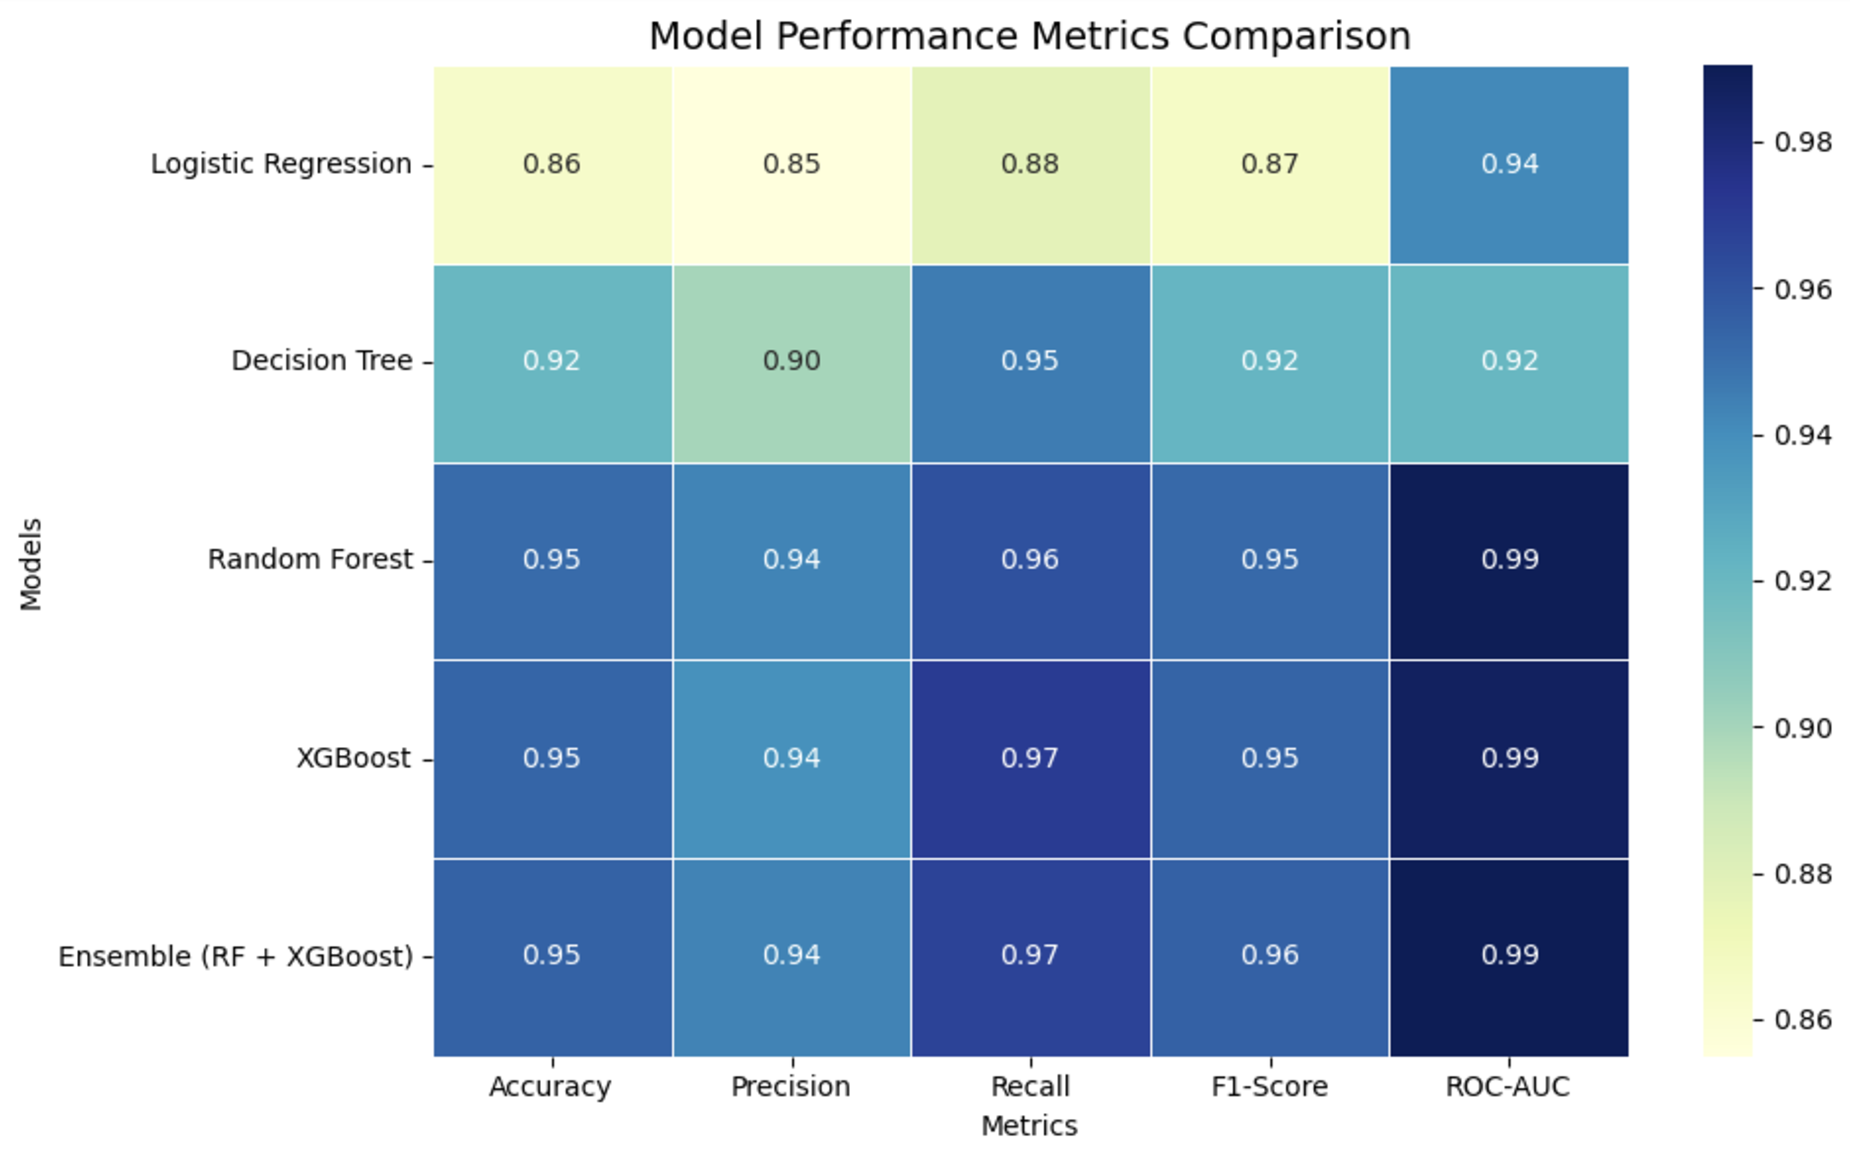 Model Performance Metrics Comparison
Models
Logistic Regression 0.86 0.85 0.88 0.87 0.94
Decision Tree 0.92 0.90 0.95 0.92 0.92
Random Forest 0.95 0.94 0.96 0.95 0.99
XGBoost 0.95 0.94 0.97 0.95 0.99
Ensemble (RF + XGBoost) 0.95 0.94 0.97 0.96 0.99
Accuracy Precision Recall F1-Score ROC-AUC
Metrics
0.98
0.96
0.94
0.92
0.90
0.88
0.86